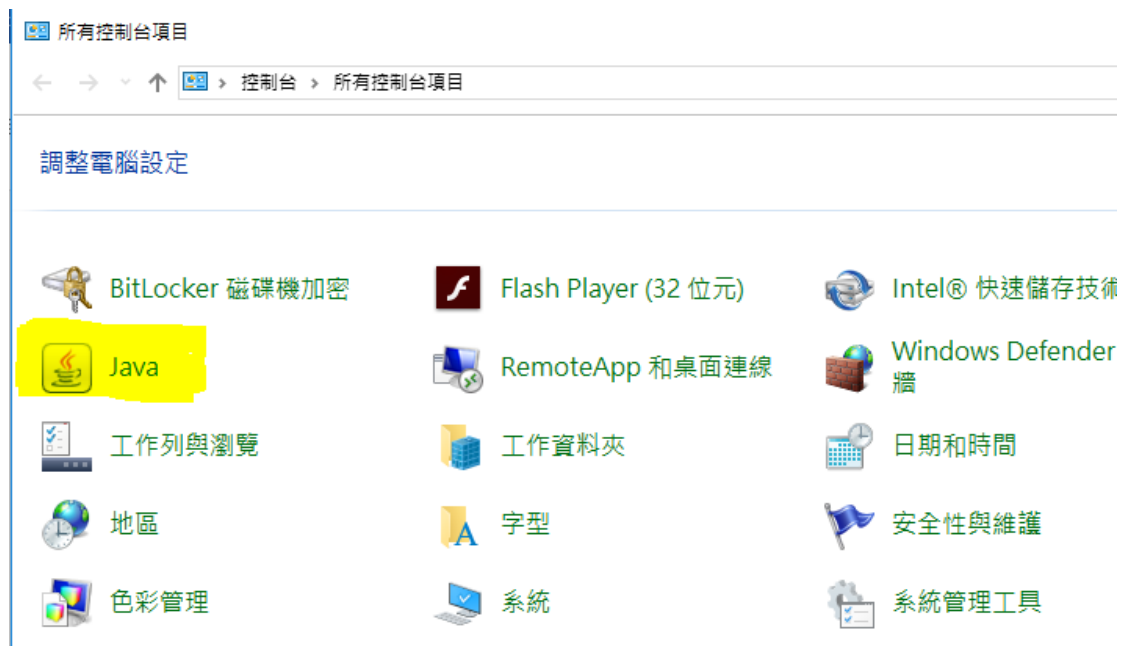 所有控制台項目
控制台 › 所有控制台項目
調整電腦設定
BitLocker 磁碟機加密
Flash Player (32 位元)
Intel® 快速儲存技術
Java
RemoteApp 和桌面連線
Windows Defender
牆
工作列與瀏覽
工作資料夾
日期和時間
地區
字型
安全性與維護
色彩管理
系統
系統管理工具